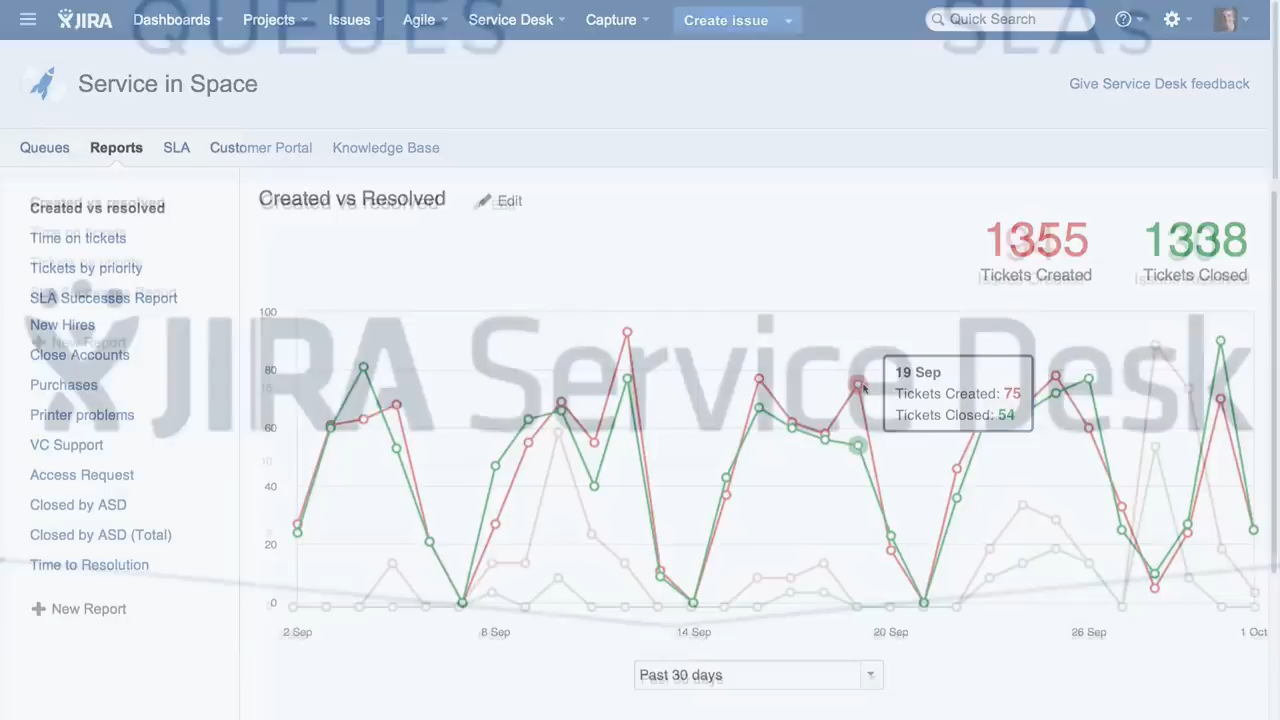 JIRA Dashboards Projects Issues Agile Service Desk Capture Create issue Quick Search
QUEUES SLAs
Service in Space Give Service Desk feedback
Queues Reports SLA Customer Portal Knowledge Base
Created vs Resolved Edit
Created vs resolved
Time on tickets
Tickets by priority
SLA Successes Report
New Hires
New Report
Close Accounts
Purchases
Printer problems
VC Support
Access Request
Closed by ASD
Closed by ASD (Total)
Time to Resolution
New Report
1355 1338
Tickets Created Tickets Closed
JIRA Service Desk
100
80
60
40
20
0
19 Sep
Tickets Created: 75
Tickets Closed: 54
2 Sep 8 Sep 14 Sep 20 Sep 26 Sep 1 Oct
Past 30 days